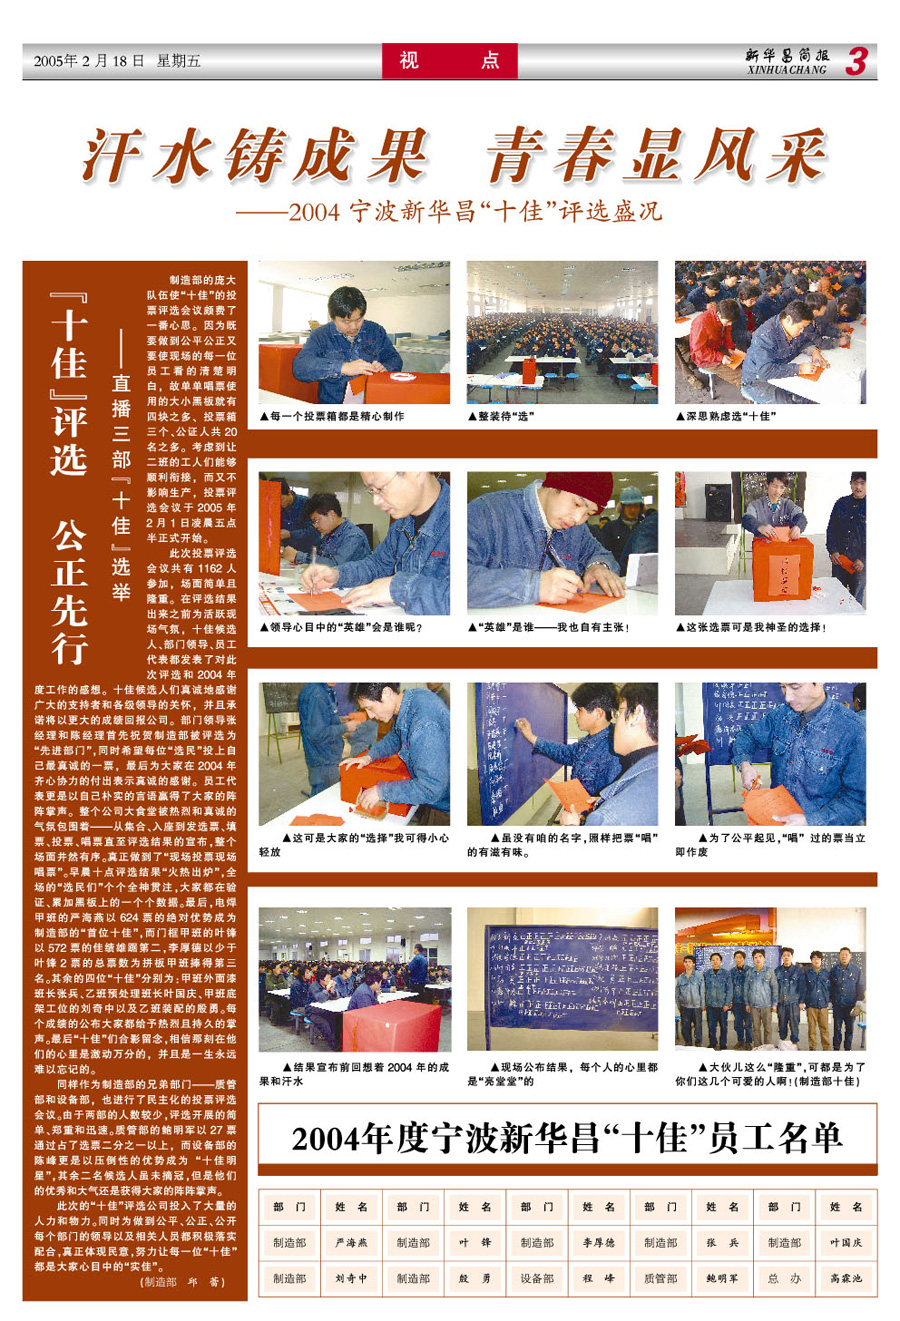 2005年 2 月 18 日  星期五
视 点
新华昌简报
XINHUACHANG
3
汗水铸成果 青春显风采
——2004 宁波新华昌“十佳”评选盛况
『十佳』评选 公正先行
——直播三部『十佳』选举
制造部的庞大
队伍使“十佳”的投
票评选会议颇费了
一番心思。因为既
要做到公平公正又
要使现场的每一位
员工看的清楚明
白，故单单唱票使
用的大小黑板就有
四块之多、投票箱
三个、公证人共 20
名之多。考虑到让
二班的工人们能够
顺利衔接，而又不
影响生产，投票评
选会议于 2005 年
2 月 1 日凌晨五点
半正式开始。
此次投票评选
会议共有 1162 人
参加，场面简单且
隆重。在评选结果
出来之前为活跃现
场气氛，十佳候选
人、部门领导、员工
代表都发表了对此
次评选和 2004 年
度工作的感想。十佳候选人们真诚地感谢
广大的支持者和各级领导的关怀，并且承
诺将以更大的成绩回报公司。部门领导张
经理和陈经理首先祝贺制造部被评选为
“先进部门”，同时希望每位“选民”投上自
己最真诚的一票，最后为大家在 2004 年
齐心协力的付出表示真诚的感谢。员工代
表更是以自己朴实的言语赢得了大家的阵
阵掌声。整个公司大食堂被热烈和真诚的
气氛包围着——从集合、入座到发选票、填
票、投票、唱票直至评选结果的宣布，整个
场面井然有序。真正做到了“现场投票现场
唱票”。早晨十点评选结果“火热出炉”，全
场的“选民们”个个全神贯注，大家都在验
证、累加黑板上的一个个数据。最后，电焊
甲班的严海燕以 624 票的绝对优势成为
制造部的“首位十佳”，而门框甲班的叶锋
以 572 票的佳绩雄踞第二，李厚德以少于
叶锋 2 票的总票数为拼板甲班捧得第三
名。其余的四位“十佳”分别为：甲班外面漆
班长张兵、乙班预处理班长叶国庆、甲班底
架工位的刘奇中以及乙班装配的殷勇。每
个成绩的公布大家都给予热烈且持久的掌
声。最后“十佳”们合影留念，相信那刻在他
们的心里是激动万分的，并且是一生永远
难以忘记的。
同样作为制造部的兄弟部门——质管
部和设备部，也进行了民主化的投票评选
会议。由于两部的人数较少，评选开展的简
单、郑重和迅速。质管部的鲍明军以 27 票
通过占了选票二分之一以上，而设备部的
陈峰更是以压倒性的优势成为 “十佳明
星”，其余二名候选人虽未摘冠，但是他们
的优秀和大气还是获得大家的阵阵掌声。
此次的“十佳”评选公司投入了大量的
人力和物力。同时为做到公平、公正、公开
每个部门的领导以及相关人员都积极落实
配合，真正体现民意，努力让每一位“十佳”
都是大家心目中的“实佳”。
（制造部 邱 蕾）
▲每一个投票箱都是精心制作
▲整装待“选”
▲深思熟虑选“十佳”
▲领导心目中的“英雄”会是谁呢？
▲“英雄”是谁——我也自有主张！
▲这张选票可是我神圣的选择！
▲这可是大家的“选择”我可得小心
轻放
▲虽没有咱的名字，照样把票“唱”
的有滋有味。
▲为了公平起见，“唱” 过的票当立
即作废
▲结果宣布前回想着 2004 年的成
果和汗水
▲现场公布结果，每个人的心里都
是“亮堂堂”的
▲大伙儿这么“隆重”，可都是为了
你们这几个可爱的人啊！（制造部十佳）
2004年度宁波新华昌“十佳”员工名单
部 门 姓 名 部 门 姓 名 部 门 姓 名 部 门 姓 名 部 门 姓 名
制造部 严海燕 制造部 叶 锋 制造部 李厚德 制造部 张 兵 制造部 叶国庆
制造部 刘奇中 制造部 殷 勇 设备部 程 峰 质管部 鲍明军 总 办 高霖池